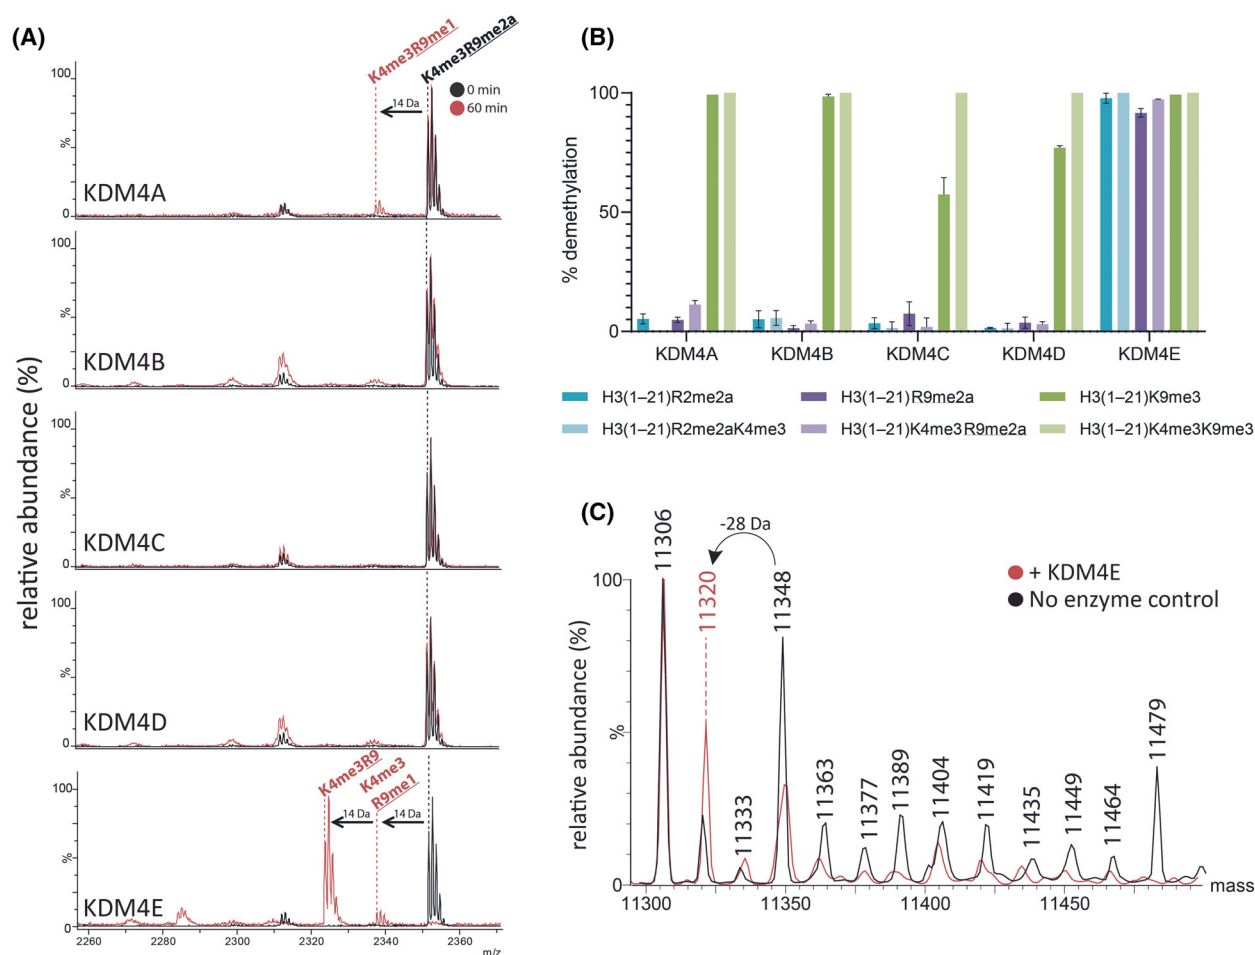 (A)
K4me3R9me1
K4me3R9me2a
0 min
60 min
14 Da
100
%
0
KDM4A
100
%
0
KDM4B
100
%
0
KDM4C
100
%
0
KDM4D
K4me3R9
K4me3
R9me1
14 Da
14 Da
100
%
0
KDM4E
2260
2280
2300
2320
2340
2360
m/z
relative abundance (%)
(B)
% demethylation
100
50
0
KDM4A
KDM4B
KDM4C
KDM4D
KDM4E
H3(1–21)R2me2a
H3(1–21)R9me2a
H3(1–21)K9me3
H3(1–21)R2me2aK4me3
H3(1–21)K4me3R9me2a
H3(1–21)K4me3K9me3
(C)
-28 Da
+ KDM4E
No enzyme control
relative abundance (%)
100
%
0
11306
11320
11333
11348
11363
11377
11389
11404
11419
11435
11449
11464
11479
11300
11350
11400
11450
mass